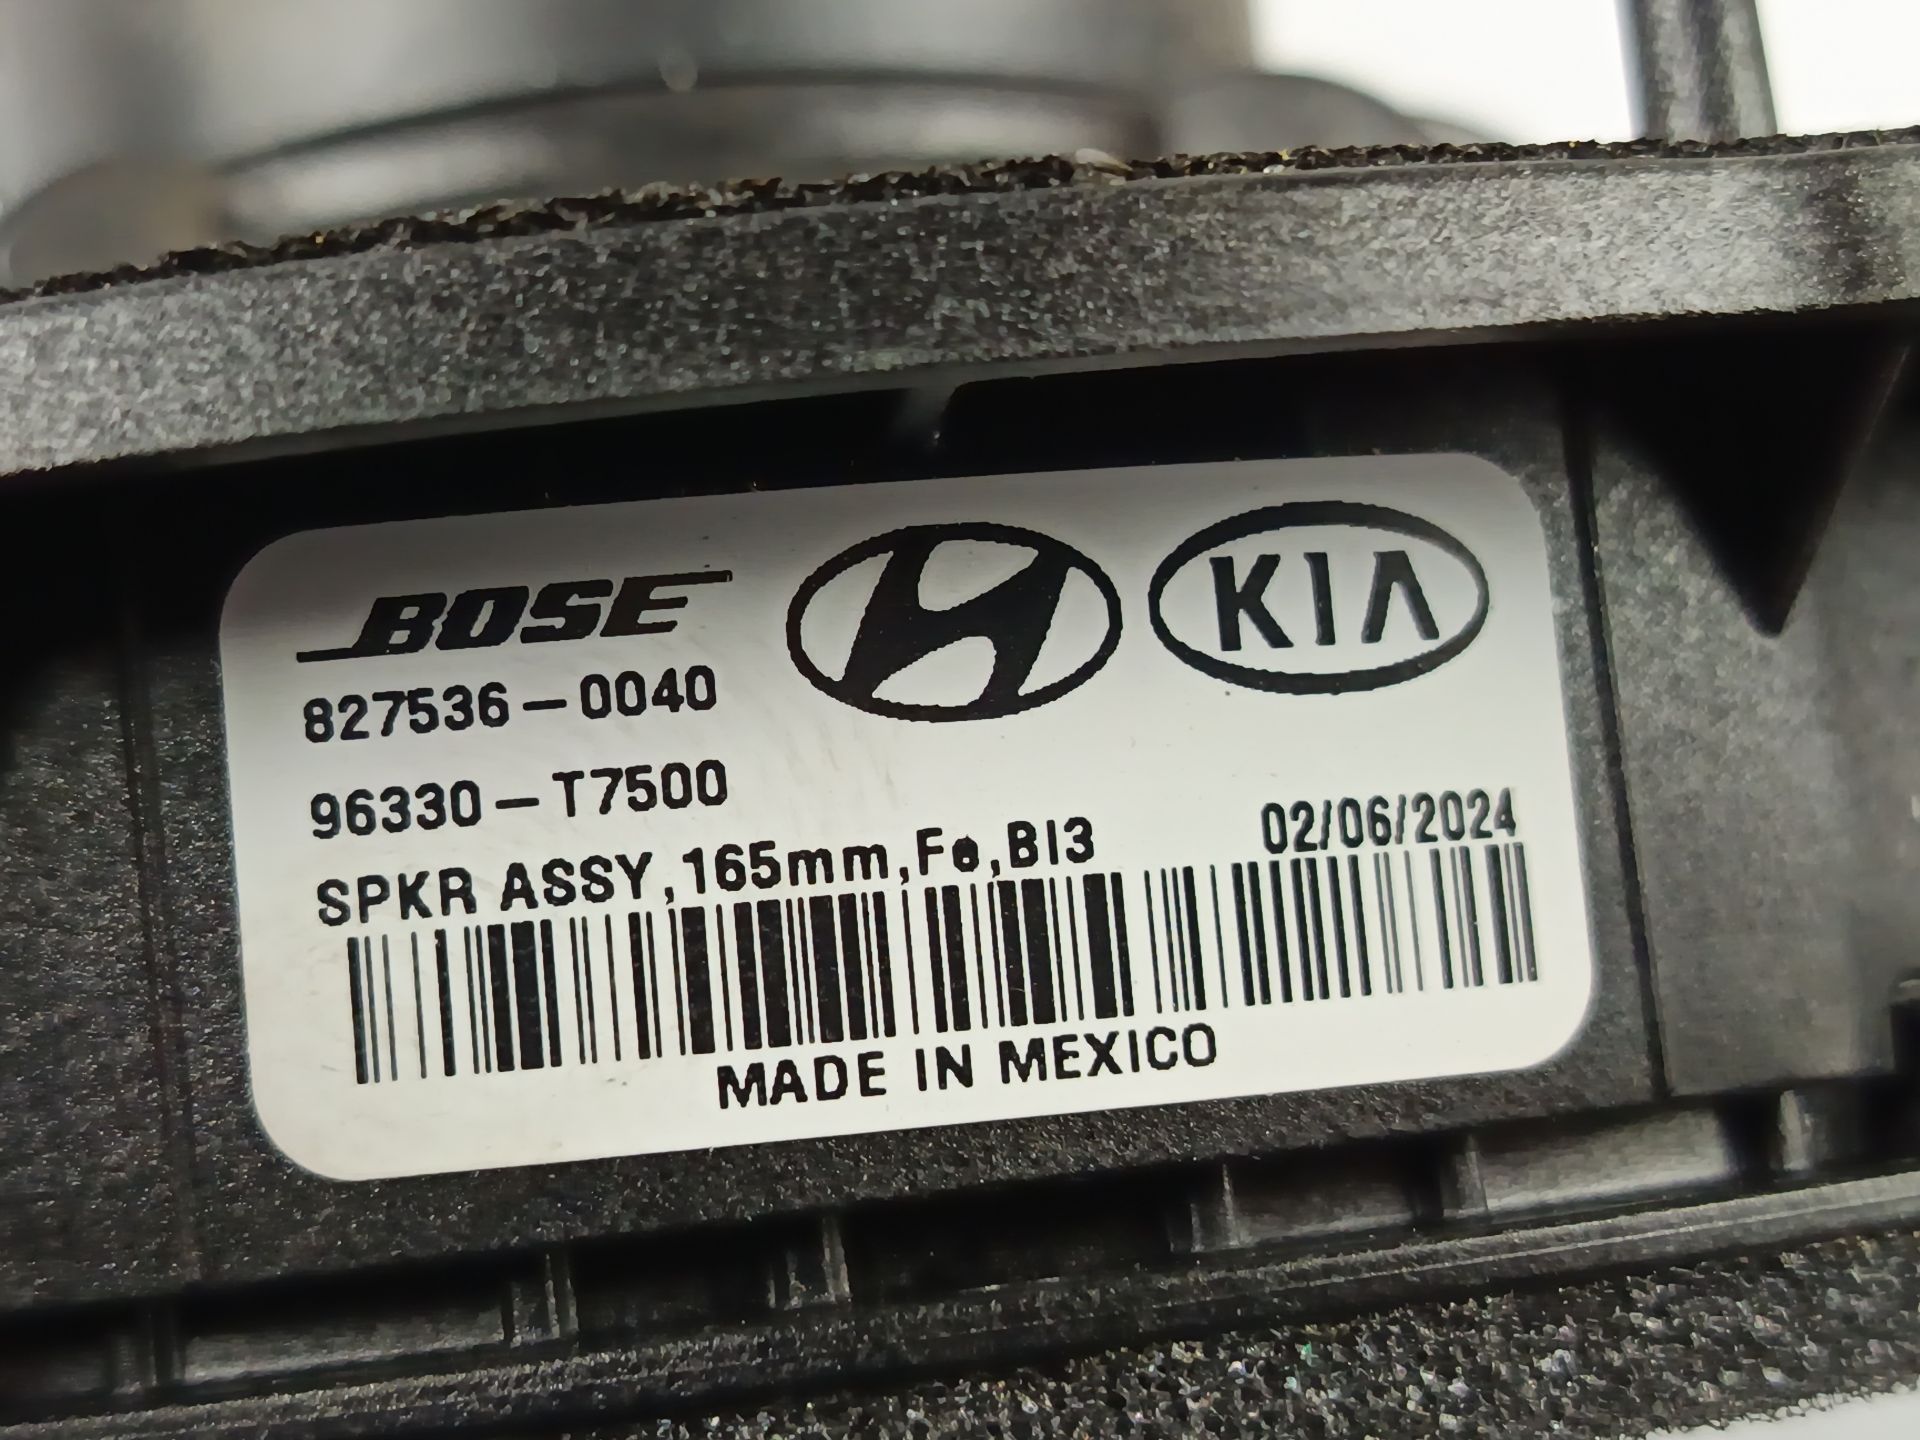 BOSE
KIA
827536-0040
96330-T7500
02/06/2024
SPKR ASSY,165mm,Fe,BI3
MADE IN MEXICO